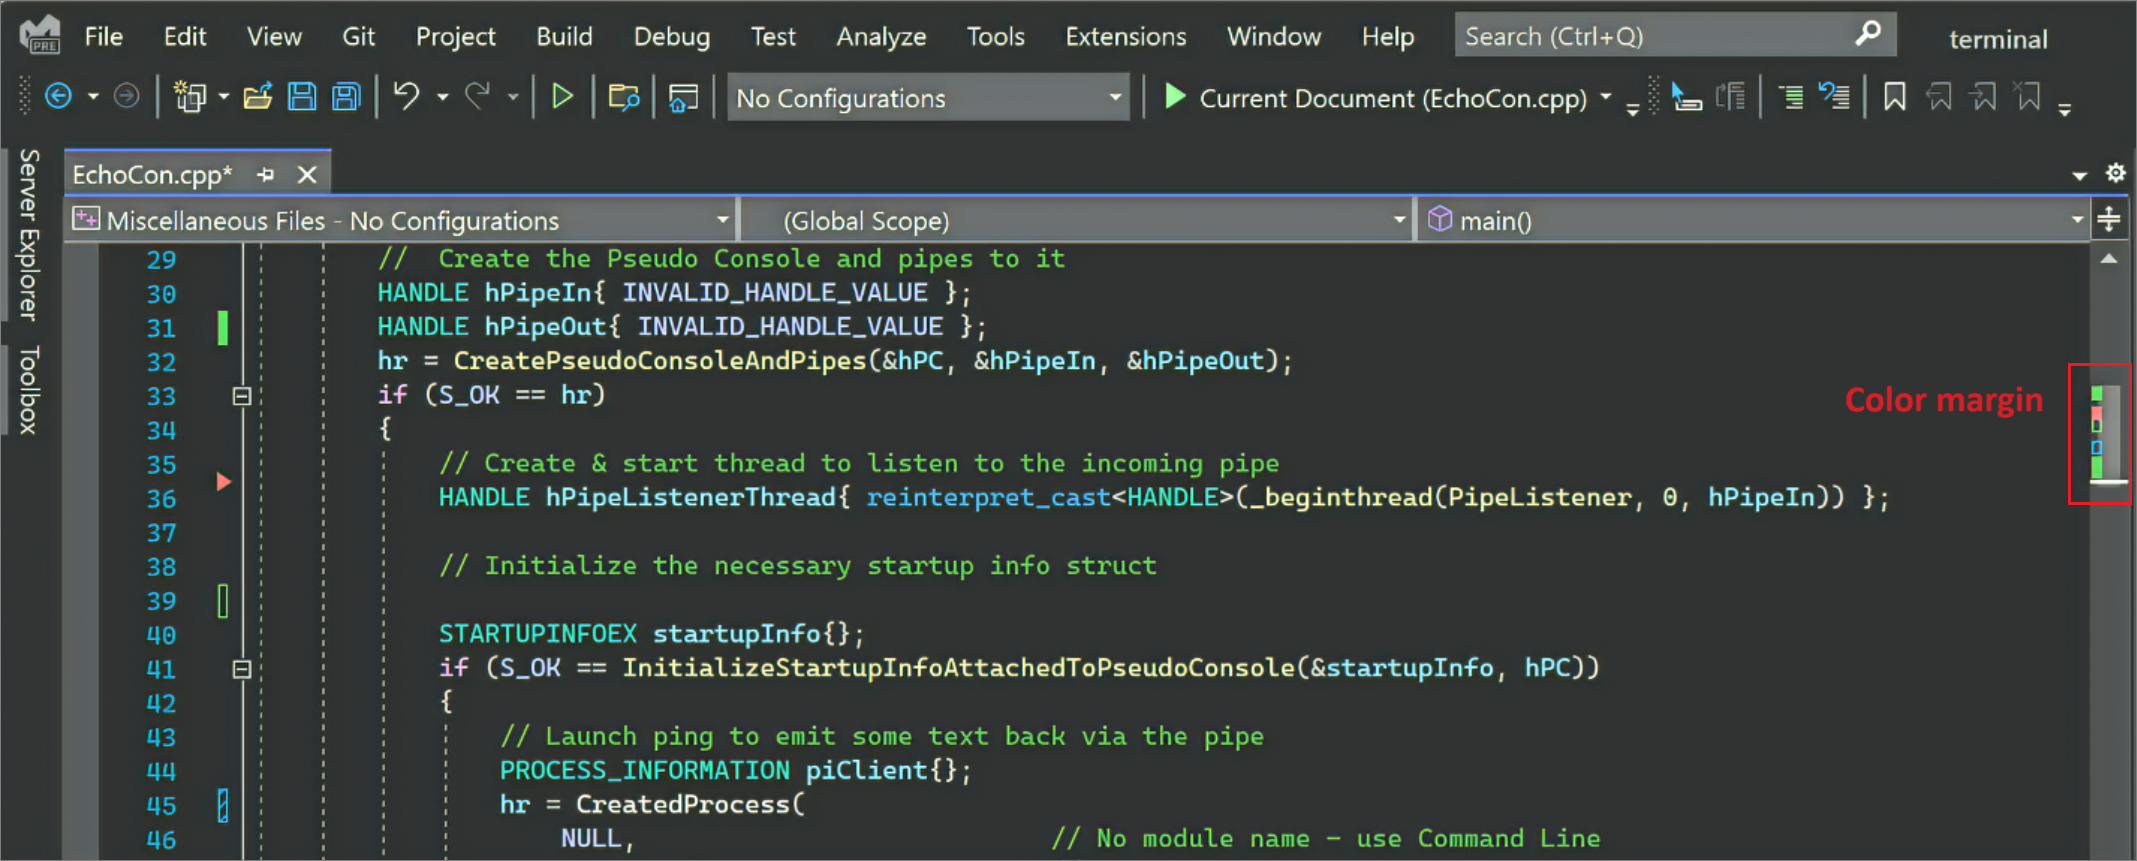 PRE File Edit View Git Project Build Debug Test Analyze Tools Extensions Window Help Search (Ctrl+Q) terminal
No Configurations Current Document (EchoCon.cpp)
Server Explorer
Toolbox
EchoCon.cpp*
Miscellaneous Files - No Configurations (Global Scope) main()
29 //  Create the Pseudo Console and pipes to it
30 HANDLE hPipeIn{ INVALID_HANDLE_VALUE };
31 HANDLE hPipeOut{ INVALID_HANDLE_VALUE };
32 hr = CreatePseudoConsoleAndPipes(&hPC, &hPipeIn, &hPipeOut);
33 if (S_OK == hr)
Color margin
34 {
35 // Create & start thread to listen to the incoming pipe
36 HANDLE hPipeListenerThread{ reinterpret_cast<HANDLE>(_beginthread(PipeListener, 0, hPipeIn)) };
37
38 // Initialize the necessary startup info struct
39
40 STARTUPINFOEX startupInfo{};
41 if (S_OK == InitializeStartupInfoAttachedToPseudoConsole(&startupInfo, hPC))
42 {
43 // Launch ping to emit some text back via the pipe
44 PROCESS_INFORMATION piClient{};
45 hr = CreatedProcess(
46 NULL, // No module name - use Command Line